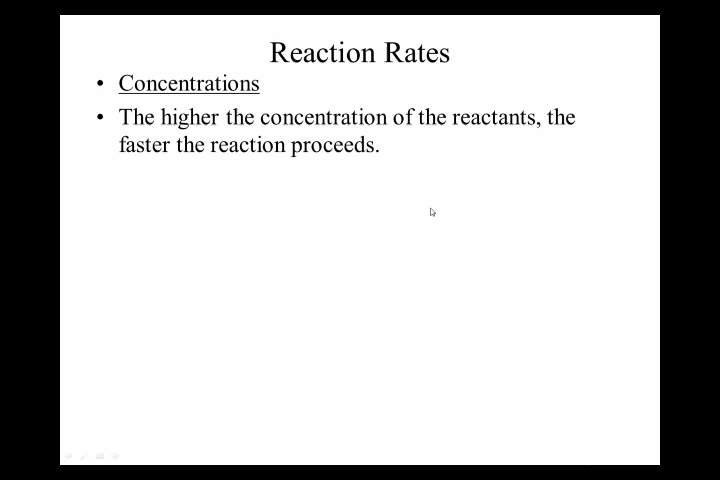 Reaction Rates
• Concentrations
• The higher the concentration of the reactants, the
faster the reaction proceeds.